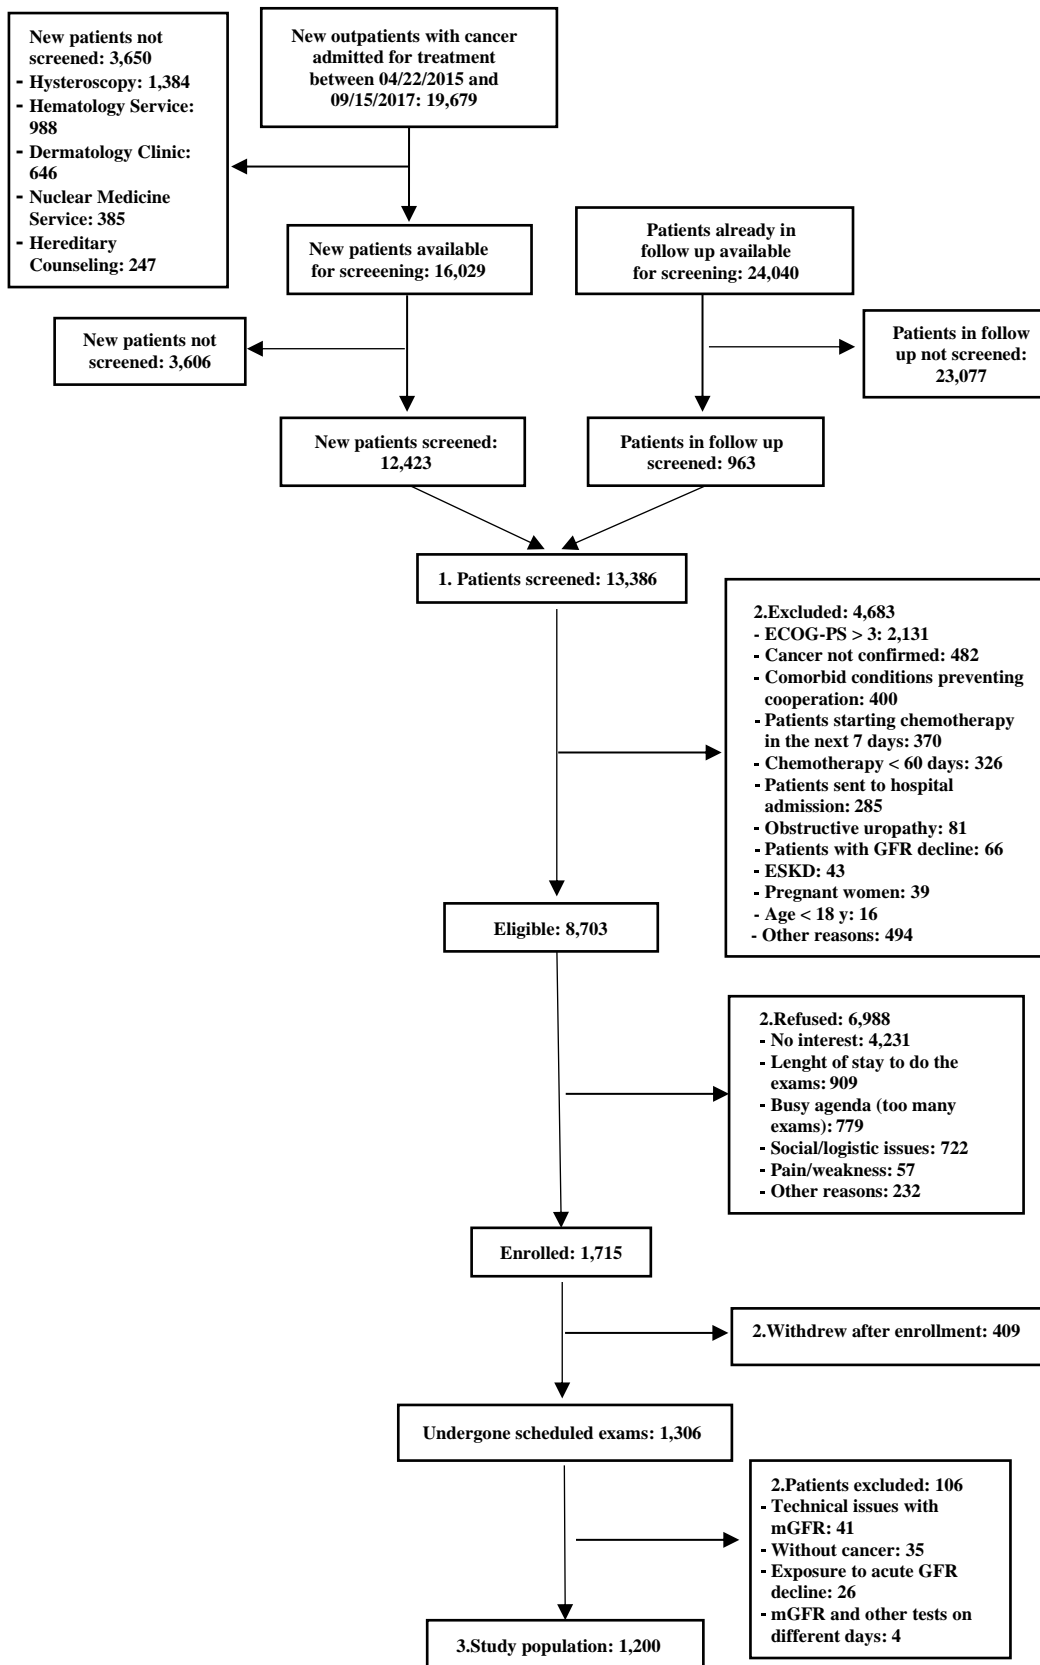 New patients not
screened: 3,650
- Hysteroscopy: 1,384
- Hematology Service:
988
- Dermatology Clinic:
646
- Nuclear Medicine
Service: 385
- Hereditary
Counseling: 247
New outpatients with cancer
admitted for treatment
between 04/22/2015 and
09/15/2017: 19,679
New patients available
for screeening: 16,029
Patients already in
follow up available
for screening: 24,040
New patients not
screened: 3,606
Patients in follow
up not screened:
23,077
New patients screened:
12,423
Patients in follow up
screened: 963
1. Patients screened: 13,386
2.Excluded: 4,683
- ECOG-PS > 3: 2,131
- Cancer not confirmed: 482
- Comorbid conditions preventing
cooperation: 400
- Patients starting chemotherapy
in the next 7 days: 370
- Chemotherapy < 60 days: 326
- Patients sent to hospital
admission: 285
- Obstructive uropathy: 81
- Patients with GFR decline: 66
- ESKD: 43
- Pregnant women: 39
- Age < 18 y: 16
- Other reasons: 494
Eligible: 8,703
2.Refused: 6,988
- No interest: 4,231
- Lenght of stay to do the
exams: 909
- Busy agenda (too many
exams): 779
- Social/logistic issues: 722
- Pain/weakness: 57
- Other reasons: 232
Enrolled: 1,715
2.Withdrew after enrollment: 409
Undergone scheduled exams: 1,306
2.Patients excluded: 106
- Technical issues with
mGFR: 41
- Without cancer: 35
- Exposure to acute GFR
decline: 26
- mGFR and other tests on
different days: 4
3.Study population: 1,200